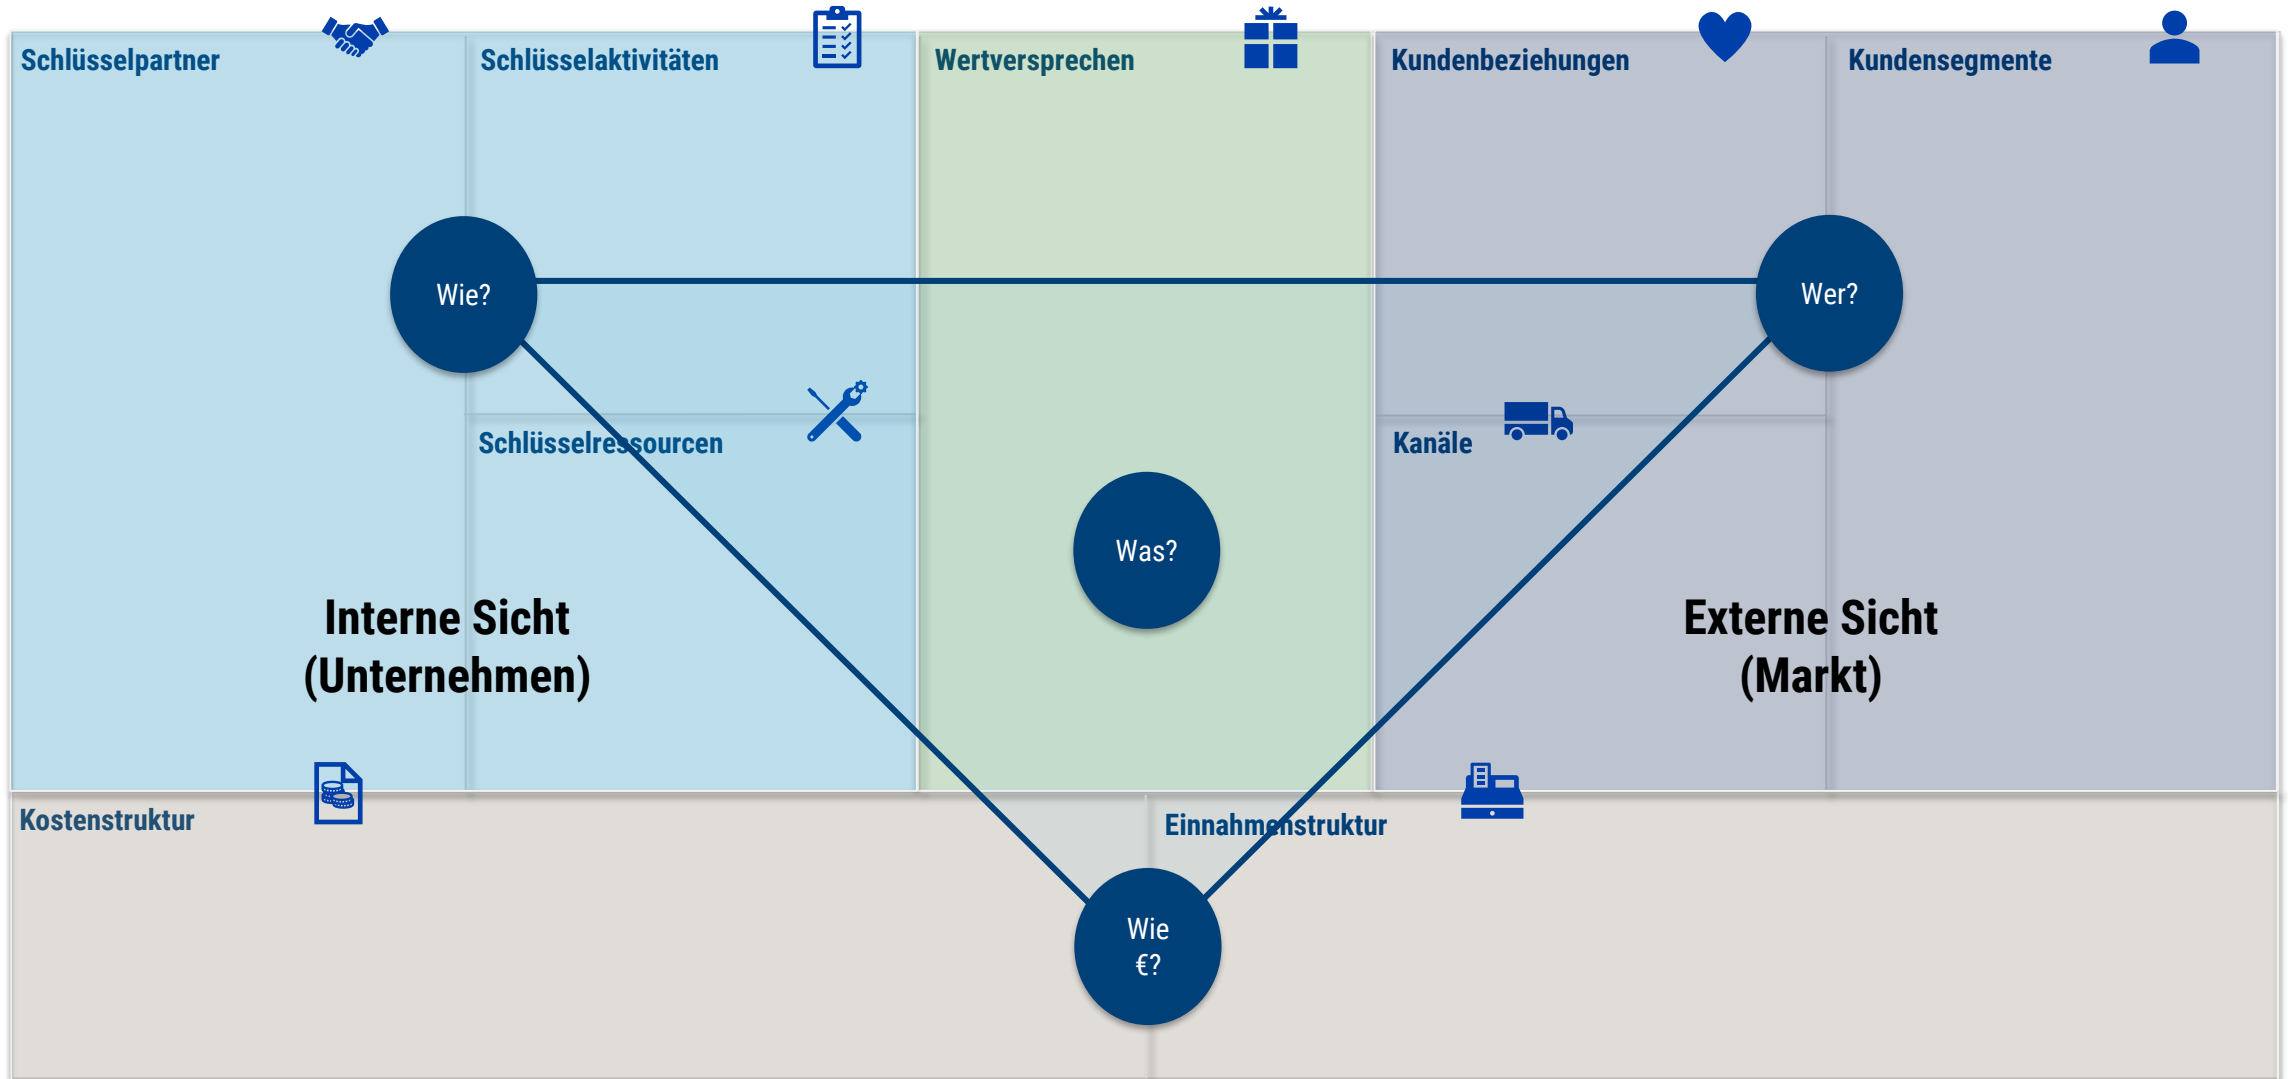 Schlüsselpartner
Schlüsselaktivitäten
Wertversprechen
Kundenbeziehungen
Kundensegmente
Wie?
Wer?
Schlüsselressourcen
Kanäle
Was?
Interne Sicht
(Unternehmen)
Externe Sicht
(Markt)
Kostenstruktur
Einnahmenstruktur
Wie
€?